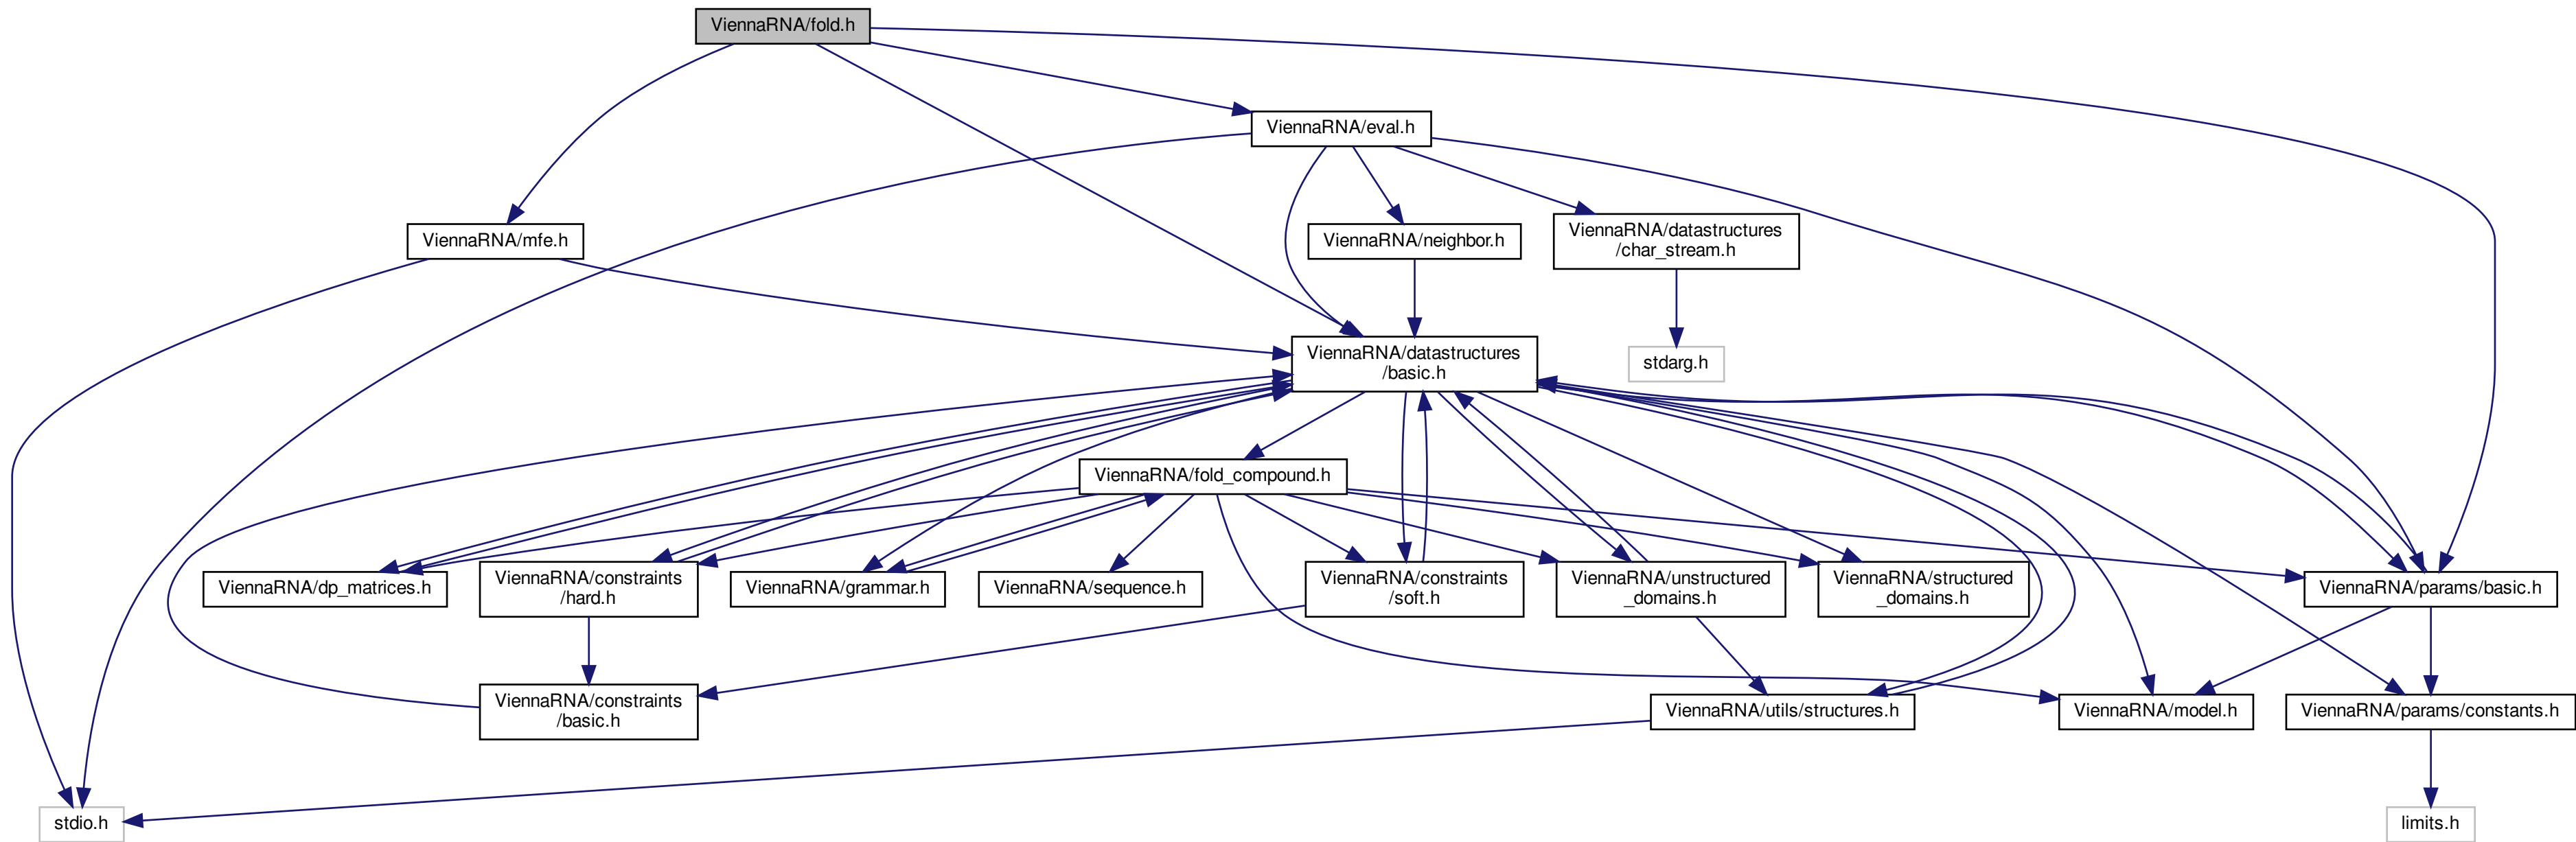 ViennaRNA/fold.h
ViennaRNA/eval.h
ViennaRNA/mfe.h
ViennaRNA/neighbor.h
ViennaRNA/datastructures
/char_stream.h
ViennaRNA/datastructures
/basic.h
stdarg.h
ViennaRNA/fold_compound.h
ViennaRNA/dp_matrices.h
ViennaRNA/constraints
/hard.h
ViennaRNA/grammar.h
ViennaRNA/sequence.h
ViennaRNA/constraints
/soft.h
ViennaRNA/unstructured
_domains.h
ViennaRNA/structured
_domains.h
ViennaRNA/params/basic.h
ViennaRNA/constraints
/basic.h
ViennaRNA/utils/structures.h
ViennaRNA/model.h
ViennaRNA/params/constants.h
stdio.h
limits.h